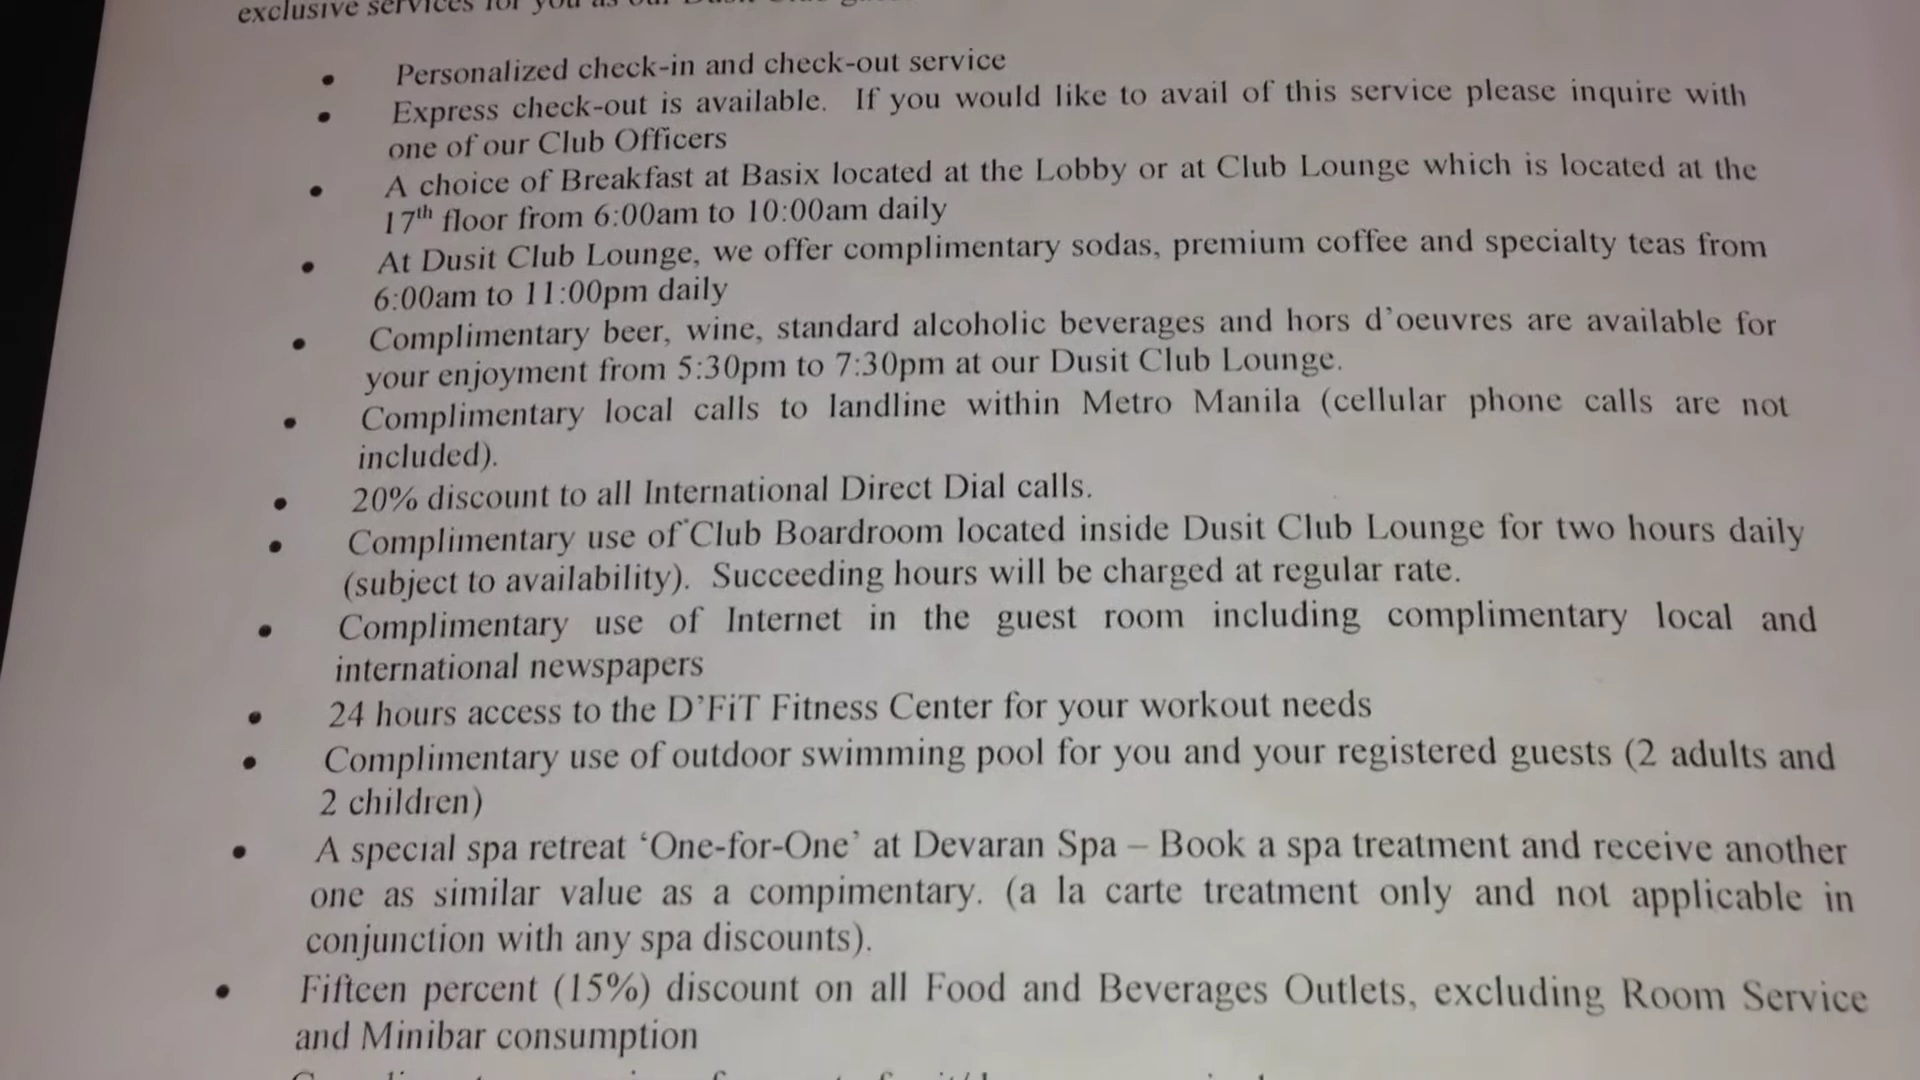 exclusive services for you as our Dusit Club
• Personalized check-in and check-out service
• Express check-out is available. If you would like to avail of this service please inquire with
one of our Club Officers
• A choice of Breakfast at Basix located at the Lobby or at Club Lounge which is located at the
17th floor from 6:00am to 10:00am daily
• At Dusit Club Lounge, we offer complimentary sodas, premium coffee and specialty teas from
6:00am to 11:00pm daily
• Complimentary beer, wine, standard alcoholic beverages and hors d'oeuvres are available for
your enjoyment from 5:30pm to 7:30pm at our Dusit Club Lounge.
• Complimentary local calls to landline within Metro Manila (cellular phone calls are not
included).
• 20% discount to all International Direct Dial calls.
• Complimentary use of Club Boardroom located inside Dusit Club Lounge for two hours daily
(subject to availability). Succeeding hours will be charged at regular rate.
• Complimentary use of Internet in the guest room including complimentary local and
international newspapers
• 24 hours access to the D'FiT Fitness Center for your workout needs
• Complimentary use of outdoor swimming pool for you and your registered guests (2 adults and
2 children)
• A special spa retreat 'One-for-One' at Devaran Spa – Book a spa treatment and receive another
one as similar value as a compimentary. (a la carte treatment only and not applicable in
conjunction with any spa discounts).
• Fifteen percent (15%) discount on all Food and Beverages Outlets, excluding Room Service
and Minibar consumption